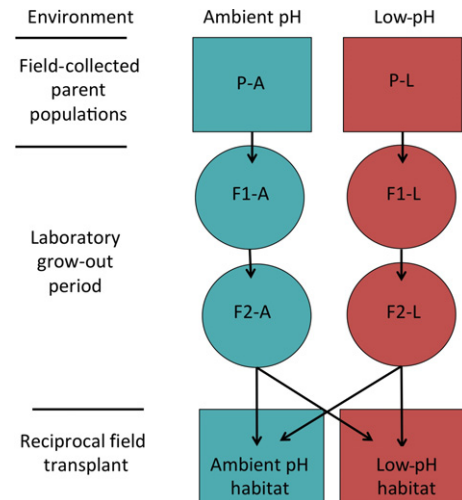 Environment
Ambient pH
Low-pH
Field-collected
parent
populations
P-A
P-L
F1-A
F1-L
Laboratory
grow-out
period
F2-A
F2-L
Reciprocal field
transplant
Ambient pH
habitat
Low-pH
habitat